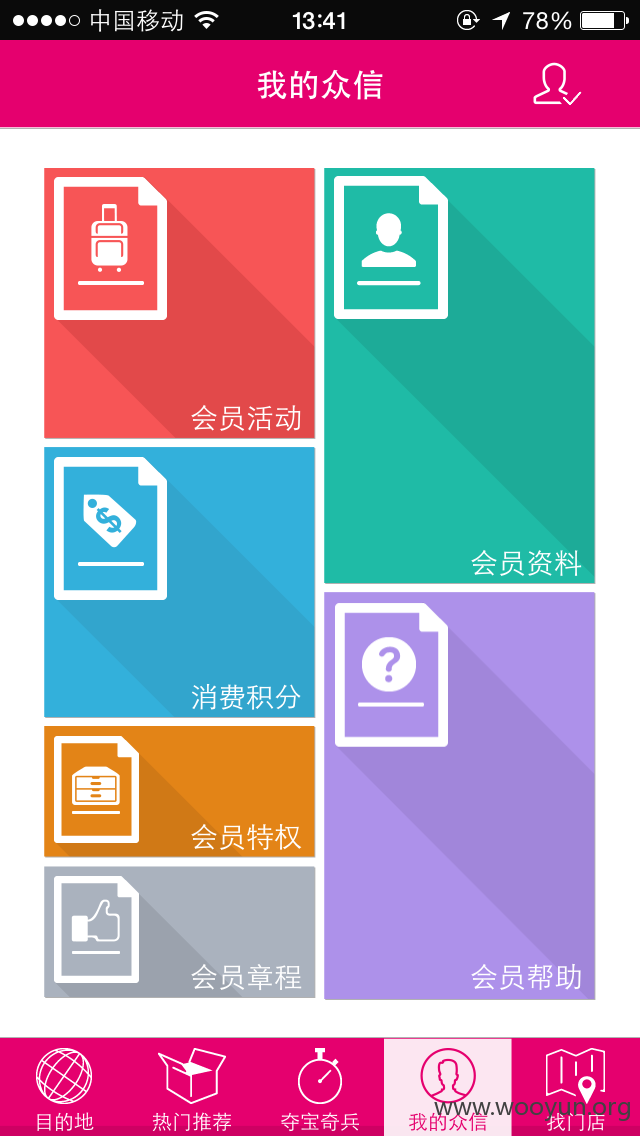 中国移动 13:41 78%
我的众信
会员活动
会员资料
消费积分
会员特权
会员章程
会员帮助
目的地 热门推荐 夺宝奇兵 我的众信 找门店
www.wooyun.org